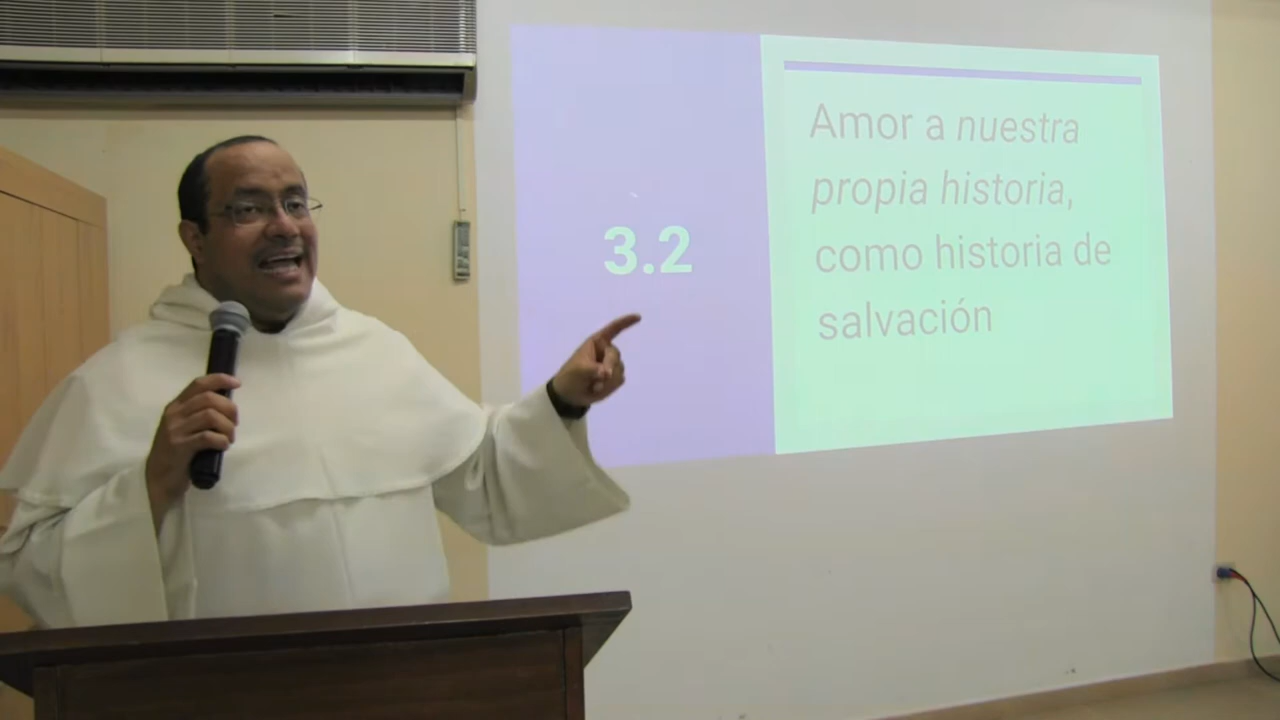 3.2
Amor a nuestra
propia historia,
como historia de
salvación